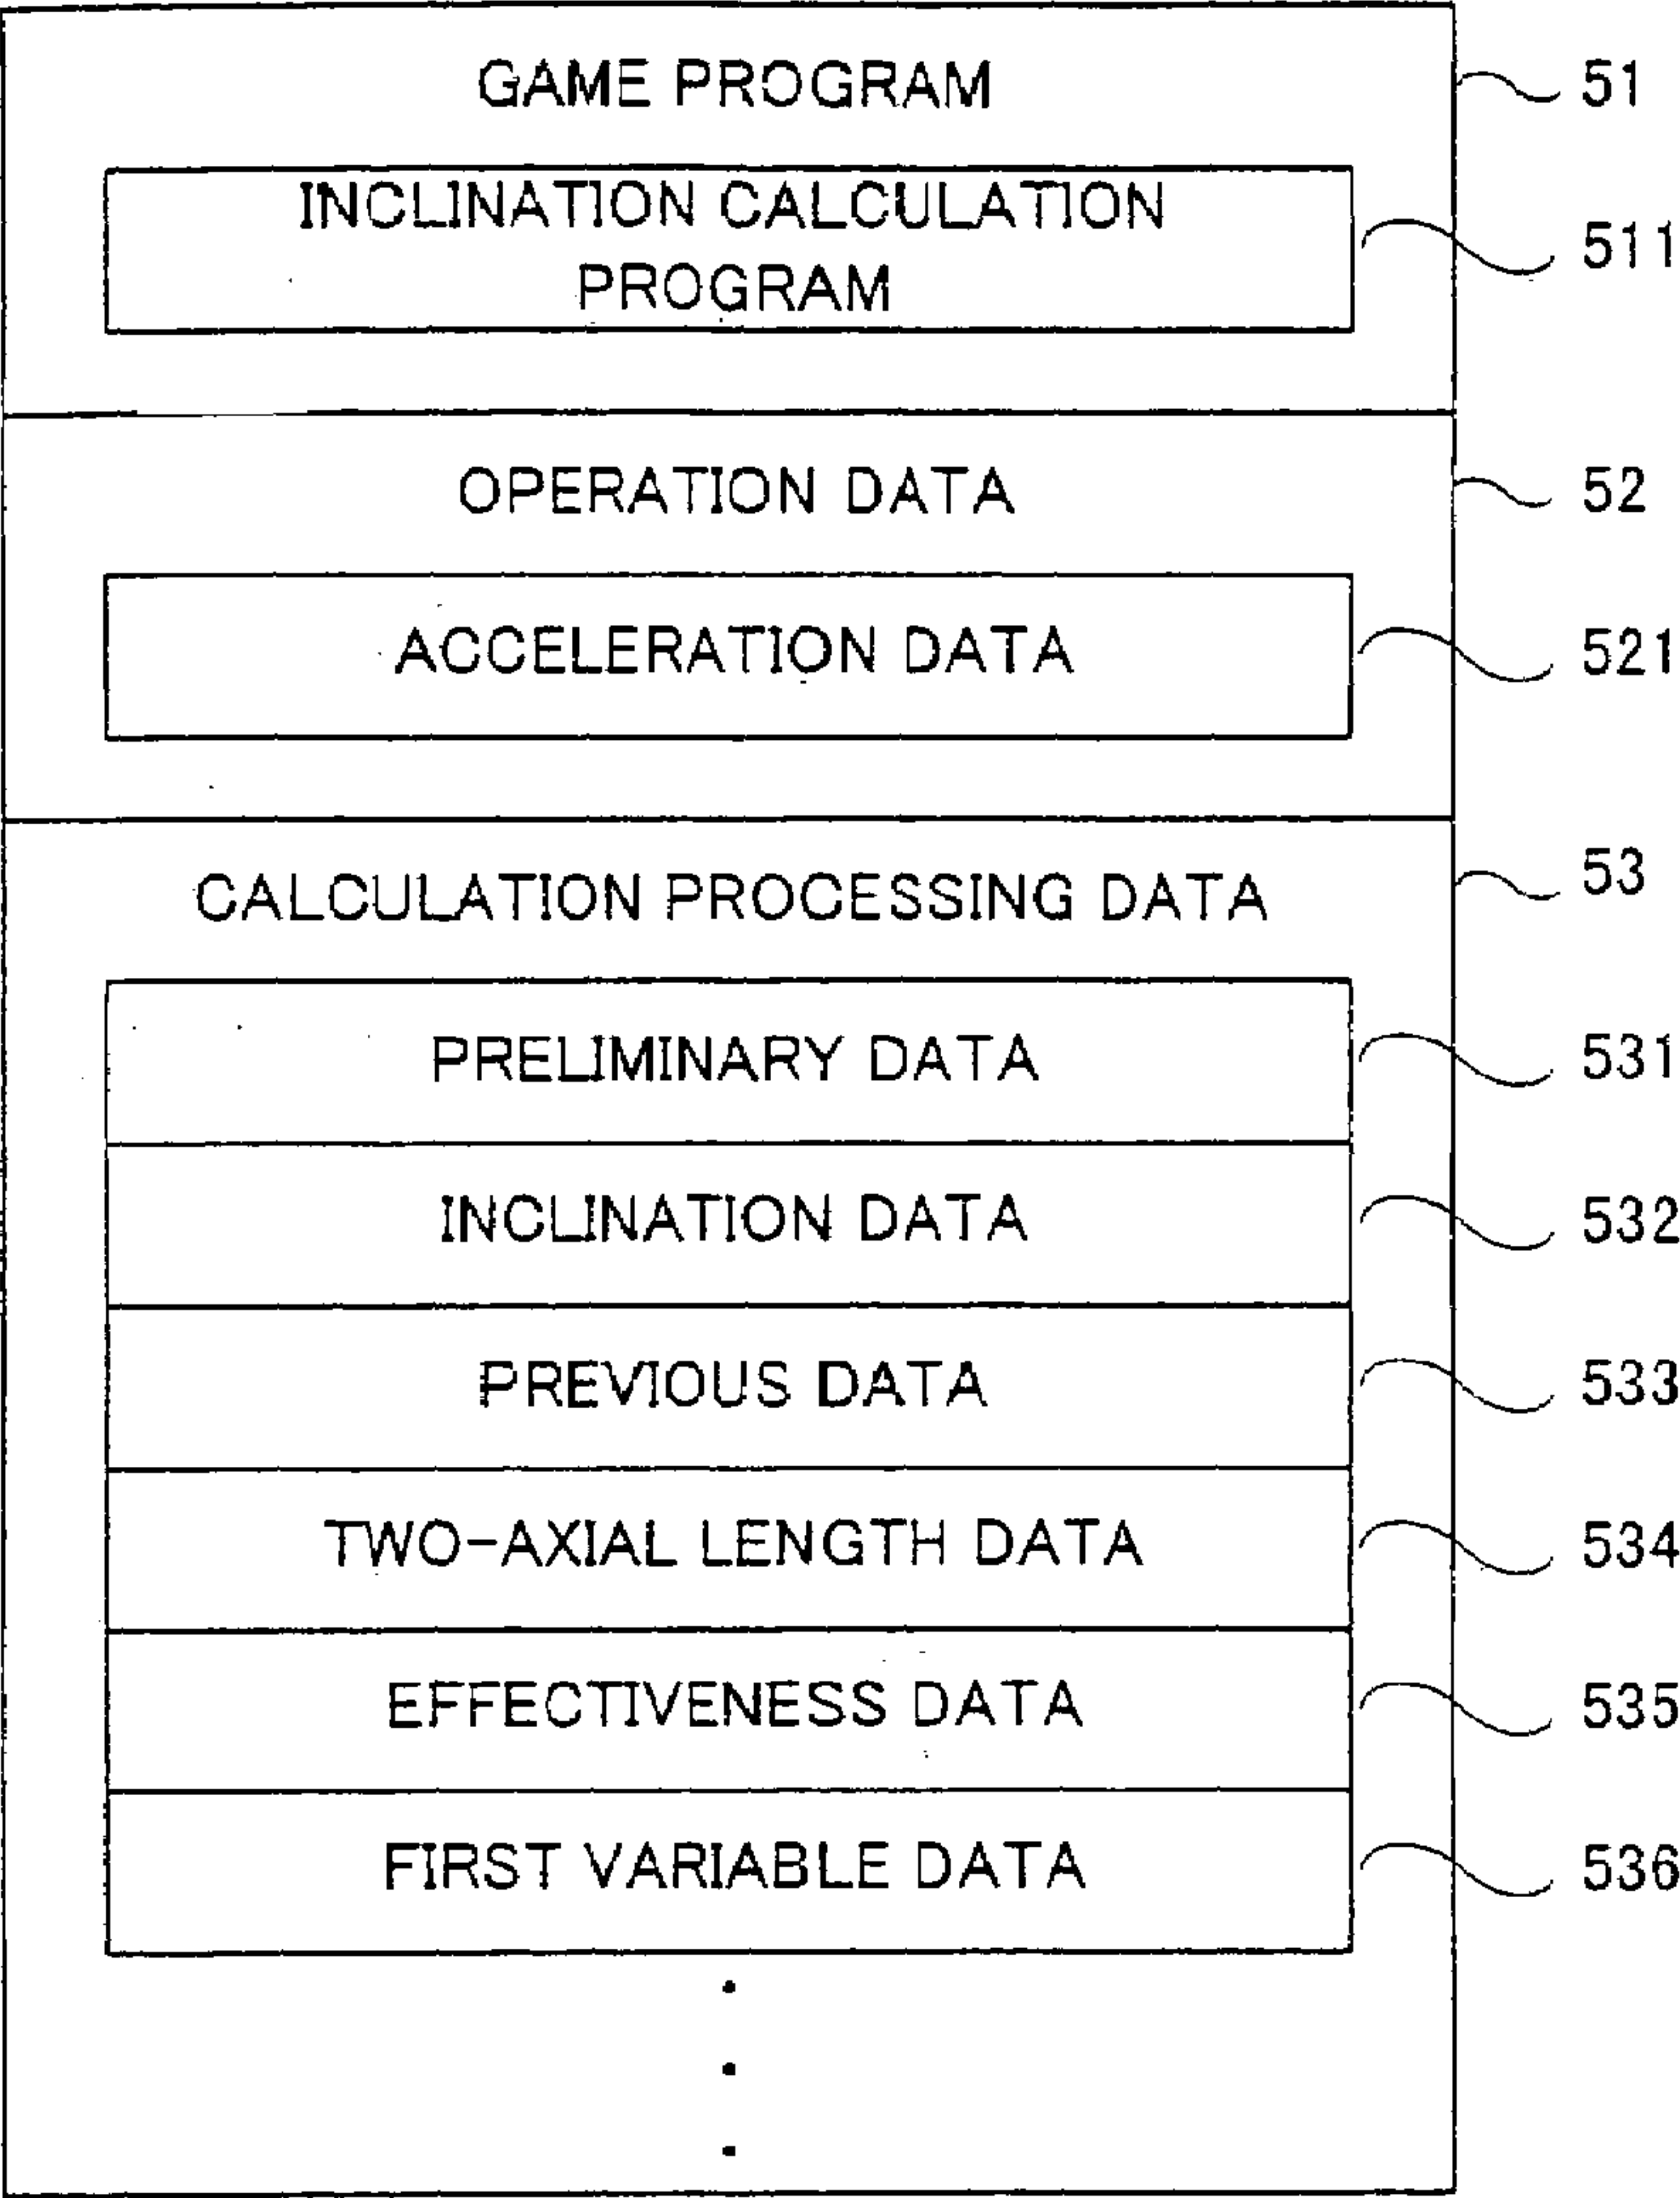 GAME PROGRAM 51
INCLINATION CALCULATION
PROGRAM 511
OPERATION DATA 52
ACCELERATION DATA 521
CALCULATION PROCESSING DATA 53
PRELIMINARY DATA 531
INCLINATION DATA 532
PREVIOUS DATA 533
TWO-AXIAL LENGTH DATA 534
EFFECTIVENESS DATA 535
FIRST VARIABLE DATA 536